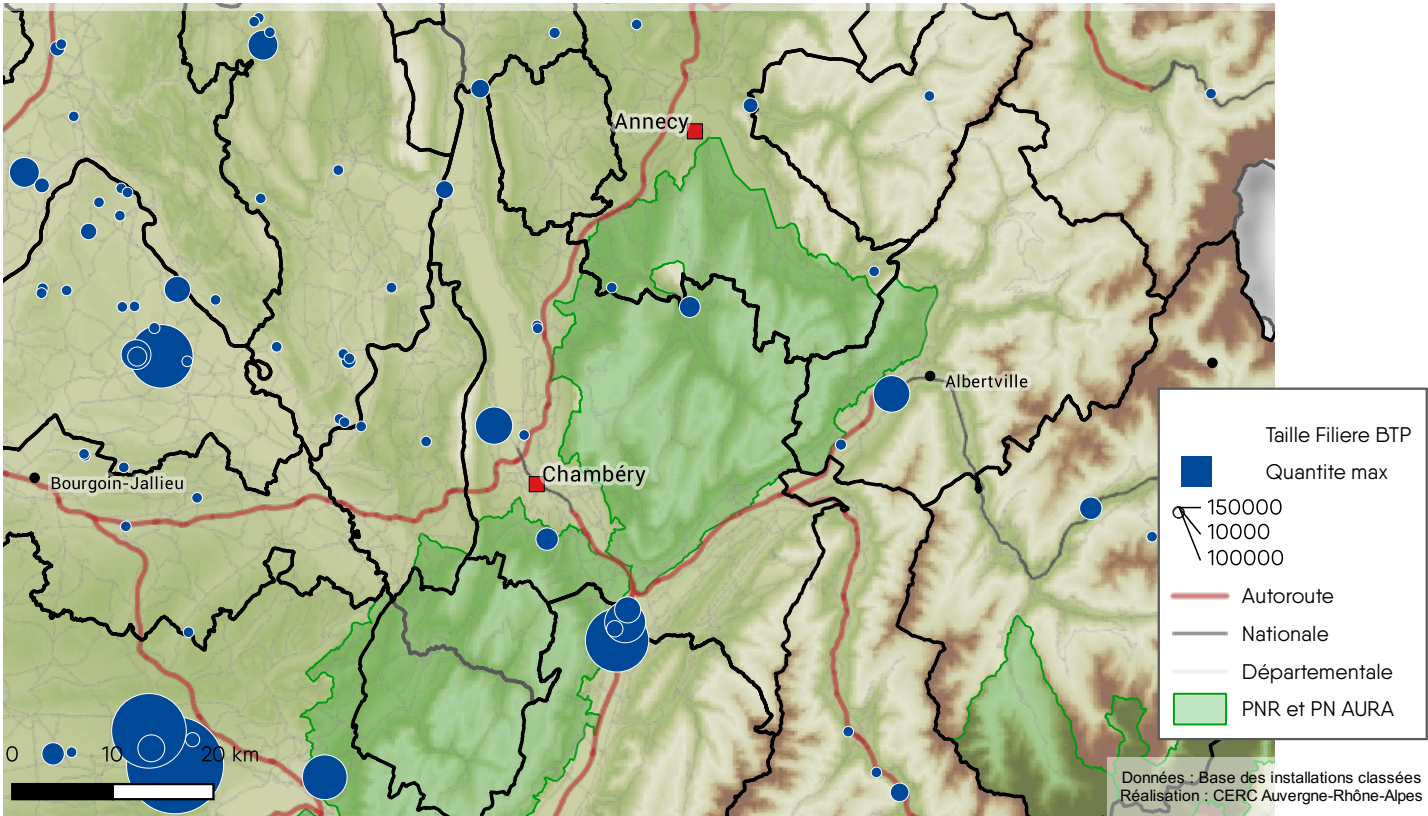 Annecy
Albertville
Chambéry
Bourgoin-Jallieu
Taille Filiere BTP
Quantite max
150000
10000
100000
Autoroute
Nationale
Départementale
PNR et PN AURA
0 10 20 km
Données : Base des installations classées
Réalisation : CERC Auvergne-Rhône-Alpes